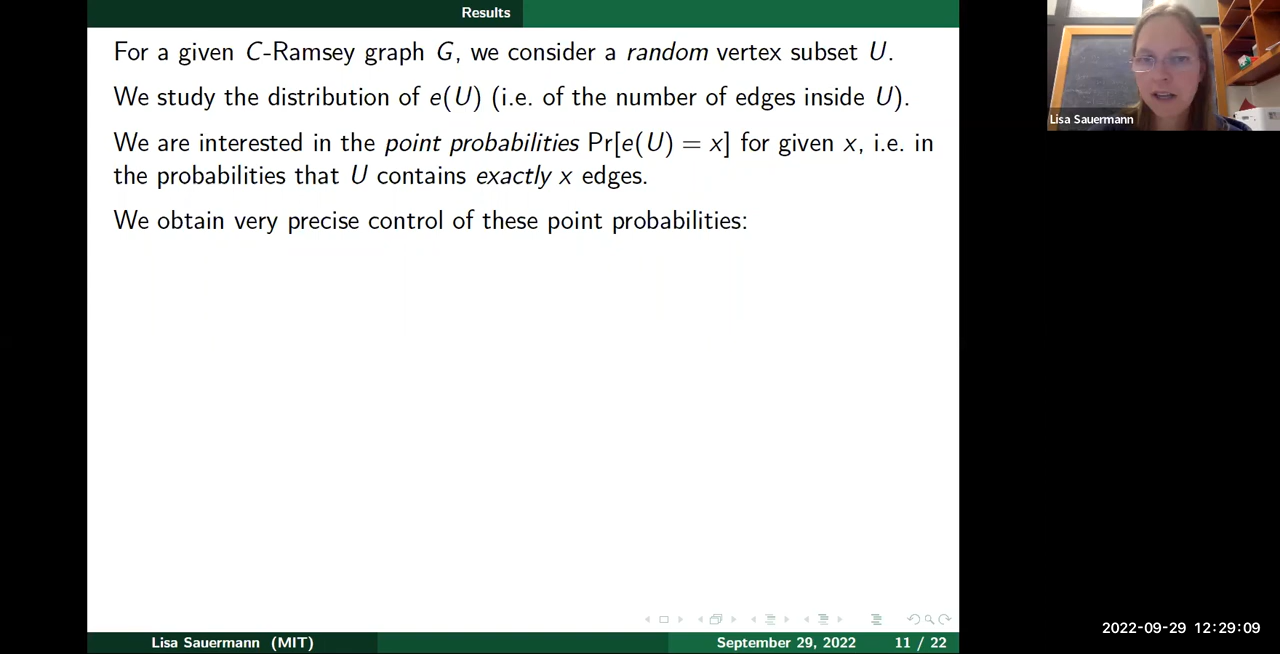 Results
For a given C-Ramsey graph G, we consider a random vertex subset U.
We study the distribution of e(U) (i.e. of the number of edges inside U).
We are interested in the point probabilities Pr[e(U) = x] for given x, i.e. in
the probabilities that U contains exactly x edges.
We obtain very precise control of these point probabilities:
Lisa Sauermann
Lisa Sauermann (MIT)
September 29, 2022
11 / 22
2022-09-29 12:29:09